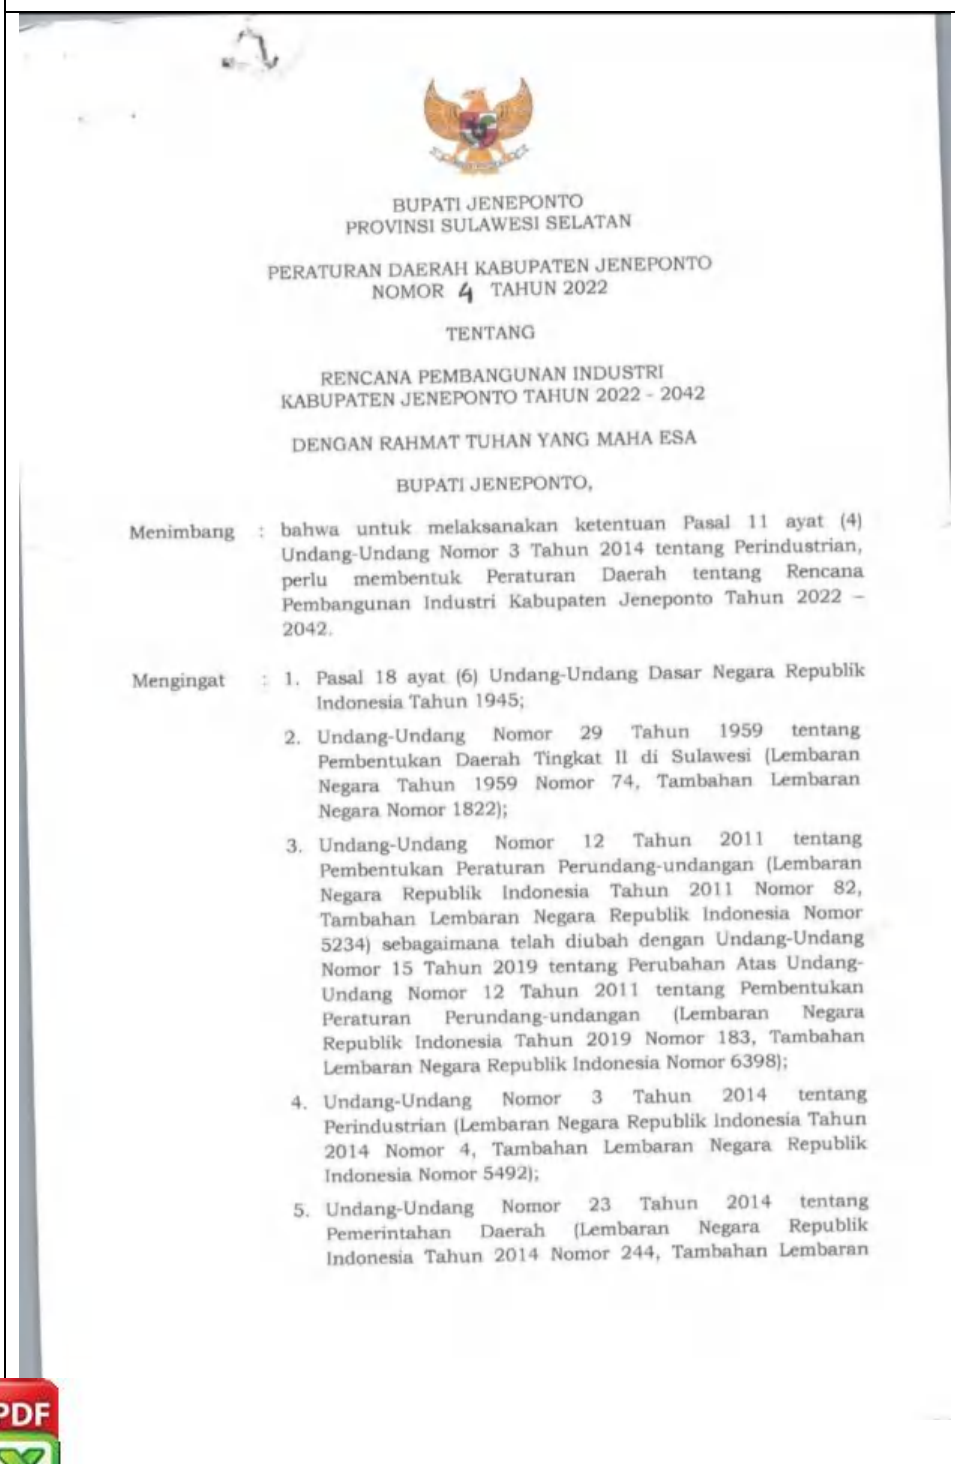 BUPATI JENEPONTO
PROVINSI SULAWESI SELATAN
PERATURAN DAERAH KABUPATEN JENEPONTO
NOMOR 4 TAHUN 2022
TENTANG
RENCANA PEMBANGUNAN INDUSTRI
KABUPATEN JENEPONTO TAHUN 2022 - 2042
DENGAN RAHMAT TUHAN YANG MAHA ESA
BUPATI JENEPONTO,
Menimbang : bahwa untuk melaksanakan ketentuan Pasal 11 ayat (4)
Undang-Undang Nomor 3 Tahun 2014 tentang Perindustrian,
perlu membentuk Peraturan Daerah tentang Rencana
Pembangunan Industri Kabupaten Jeneponto Tahun 2022 –
2042.
Mengingat : 1. Pasal 18 ayat (6) Undang-Undang Dasar Negara Republik
Indonesia Tahun 1945;
2. Undang-Undang Nomor 29 Tahun 1959 tentang
Pembentukan Daerah Tingkat II di Sulawesi (Lembaran
Negara Tahun 1959 Nomor 74, Tambahan Lembaran
Negara Nomor 1822);
3. Undang-Undang Nomor 12 Tahun 2011 tentang
Pembentukan Peraturan Perundang-undangan (Lembaran
Negara Republik Indonesia Tahun 2011 Nomor 82,
Tambahan Lembaran Negara Republik Indonesia Nomor
5234) sebagaimana telah diubah dengan Undang-Undang
Nomor 15 Tahun 2019 tentang Perubahan Atas Undang-
Undang Nomor 12 Tahun 2011 tentang Pembentukan
Peraturan Perundang-undangan (Lembaran Negara
Republik Indonesia Tahun 2019 Nomor 183, Tambahan
Lembaran Negara Republik Indonesia Nomor 6398);
4. Undang-Undang Nomor 3 Tahun 2014 tentang
Perindustrian (Lembaran Negara Republik Indonesia Tahun
2014 Nomor 4, Tambahan Lembaran Negara Republik
Indonesia Nomor 5492);
5. Undang-Undang Nomor 23 Tahun 2014 tentang
Pemerintahan Daerah (Lembaran Negara Republik
Indonesia Tahun 2014 Nomor 244, Tambahan Lembaran
PDF